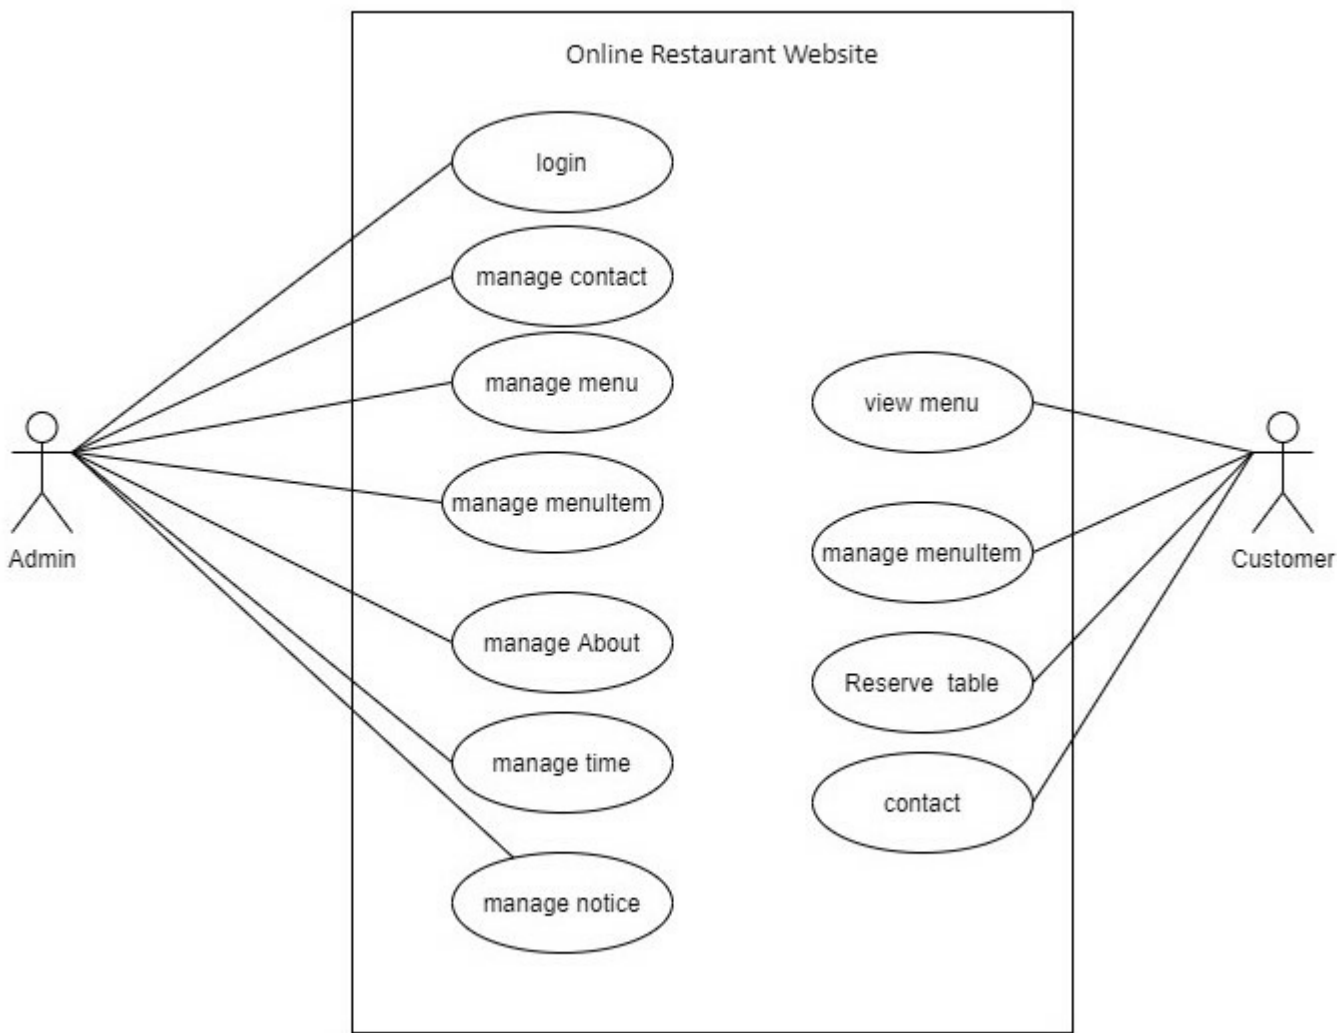 Online Restaurant Website
login
manage contact
manage menu
manage menuItem
manage About
manage time
manage notice
view menu
manage menuItem
Reserve table
contact
Admin
Customer